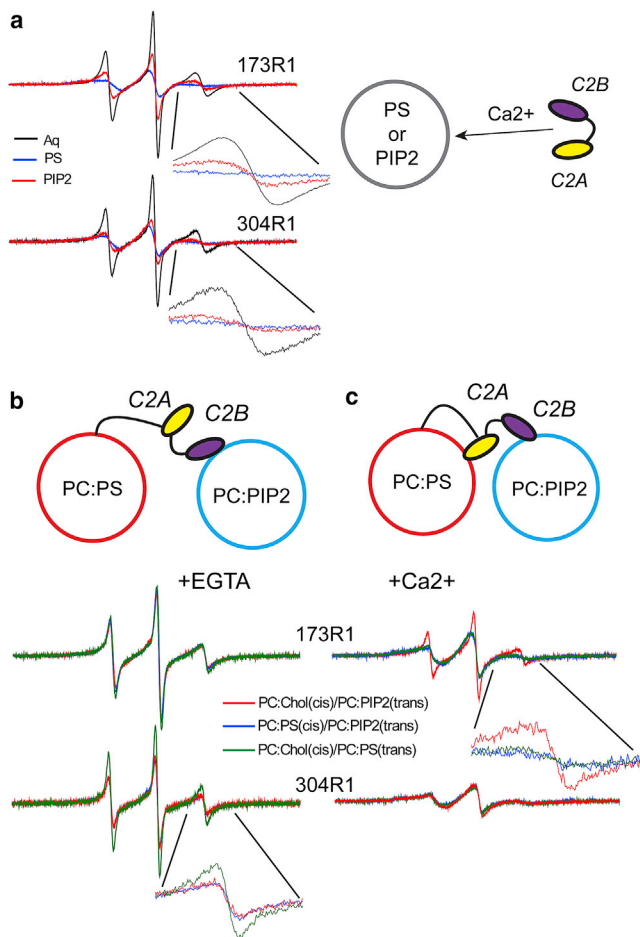 a
173R1
Aq
PS
PIP2
304R1
PS
or
PIP2
Ca2+
C2B
C2A
b
C2A
C2B
PC:PS
PC:PIP2
c
C2A
C2B
PC:PS
PC:PIP2
+EGTA
+Ca2+
173R1
PC:Chol(cis)/PC:PIP2(trans)
PC:PS(cis)/PC:PIP2(trans)
PC:Chol(cis)/PC:PS(trans)
304R1